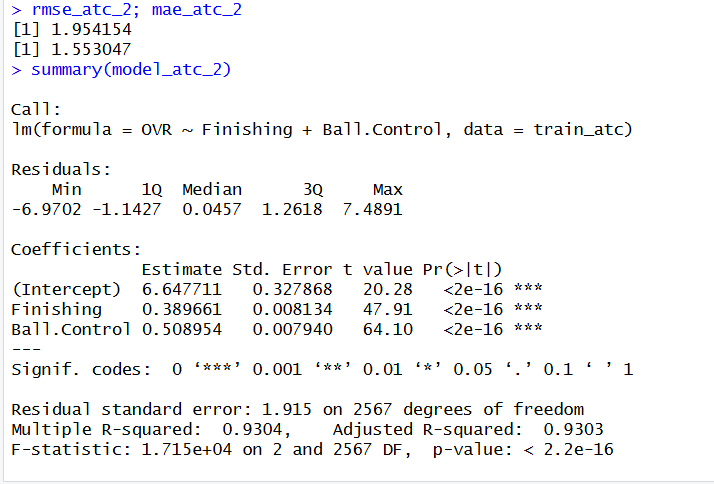 > rmse_atc_2; mae_atc_2
[1] 1.954154
[1] 1.553047
> summary(model_atc_2)
Call:
lm(formula = OVR ~ Finishing + Ball.Control, data = train_atc)
Residuals:
    Min      1Q  Median      3Q     Max
-6.9702 -1.1427  0.0457  1.2618  7.4891
Coefficients:
             Estimate Std. Error t value Pr(>|t|)
(Intercept)  6.647711   0.327868   20.28   <2e-16 ***
Finishing    0.389661   0.008134   47.91   <2e-16 ***
Ball.Control 0.508954   0.007940   64.10   <2e-16 ***
---
Signif. codes:  0 ‘***’ 0.001 ‘**’ 0.01 ‘*’ 0.05 ‘.’ 0.1 ‘ ’ 1
Residual standard error: 1.915 on 2567 degrees of freedom
Multiple R-squared:  0.9304,    Adjusted R-squared:  0.9303
F-statistic: 1.715e+04 on 2 and 2567 DF,  p-value: < 2.2e-16